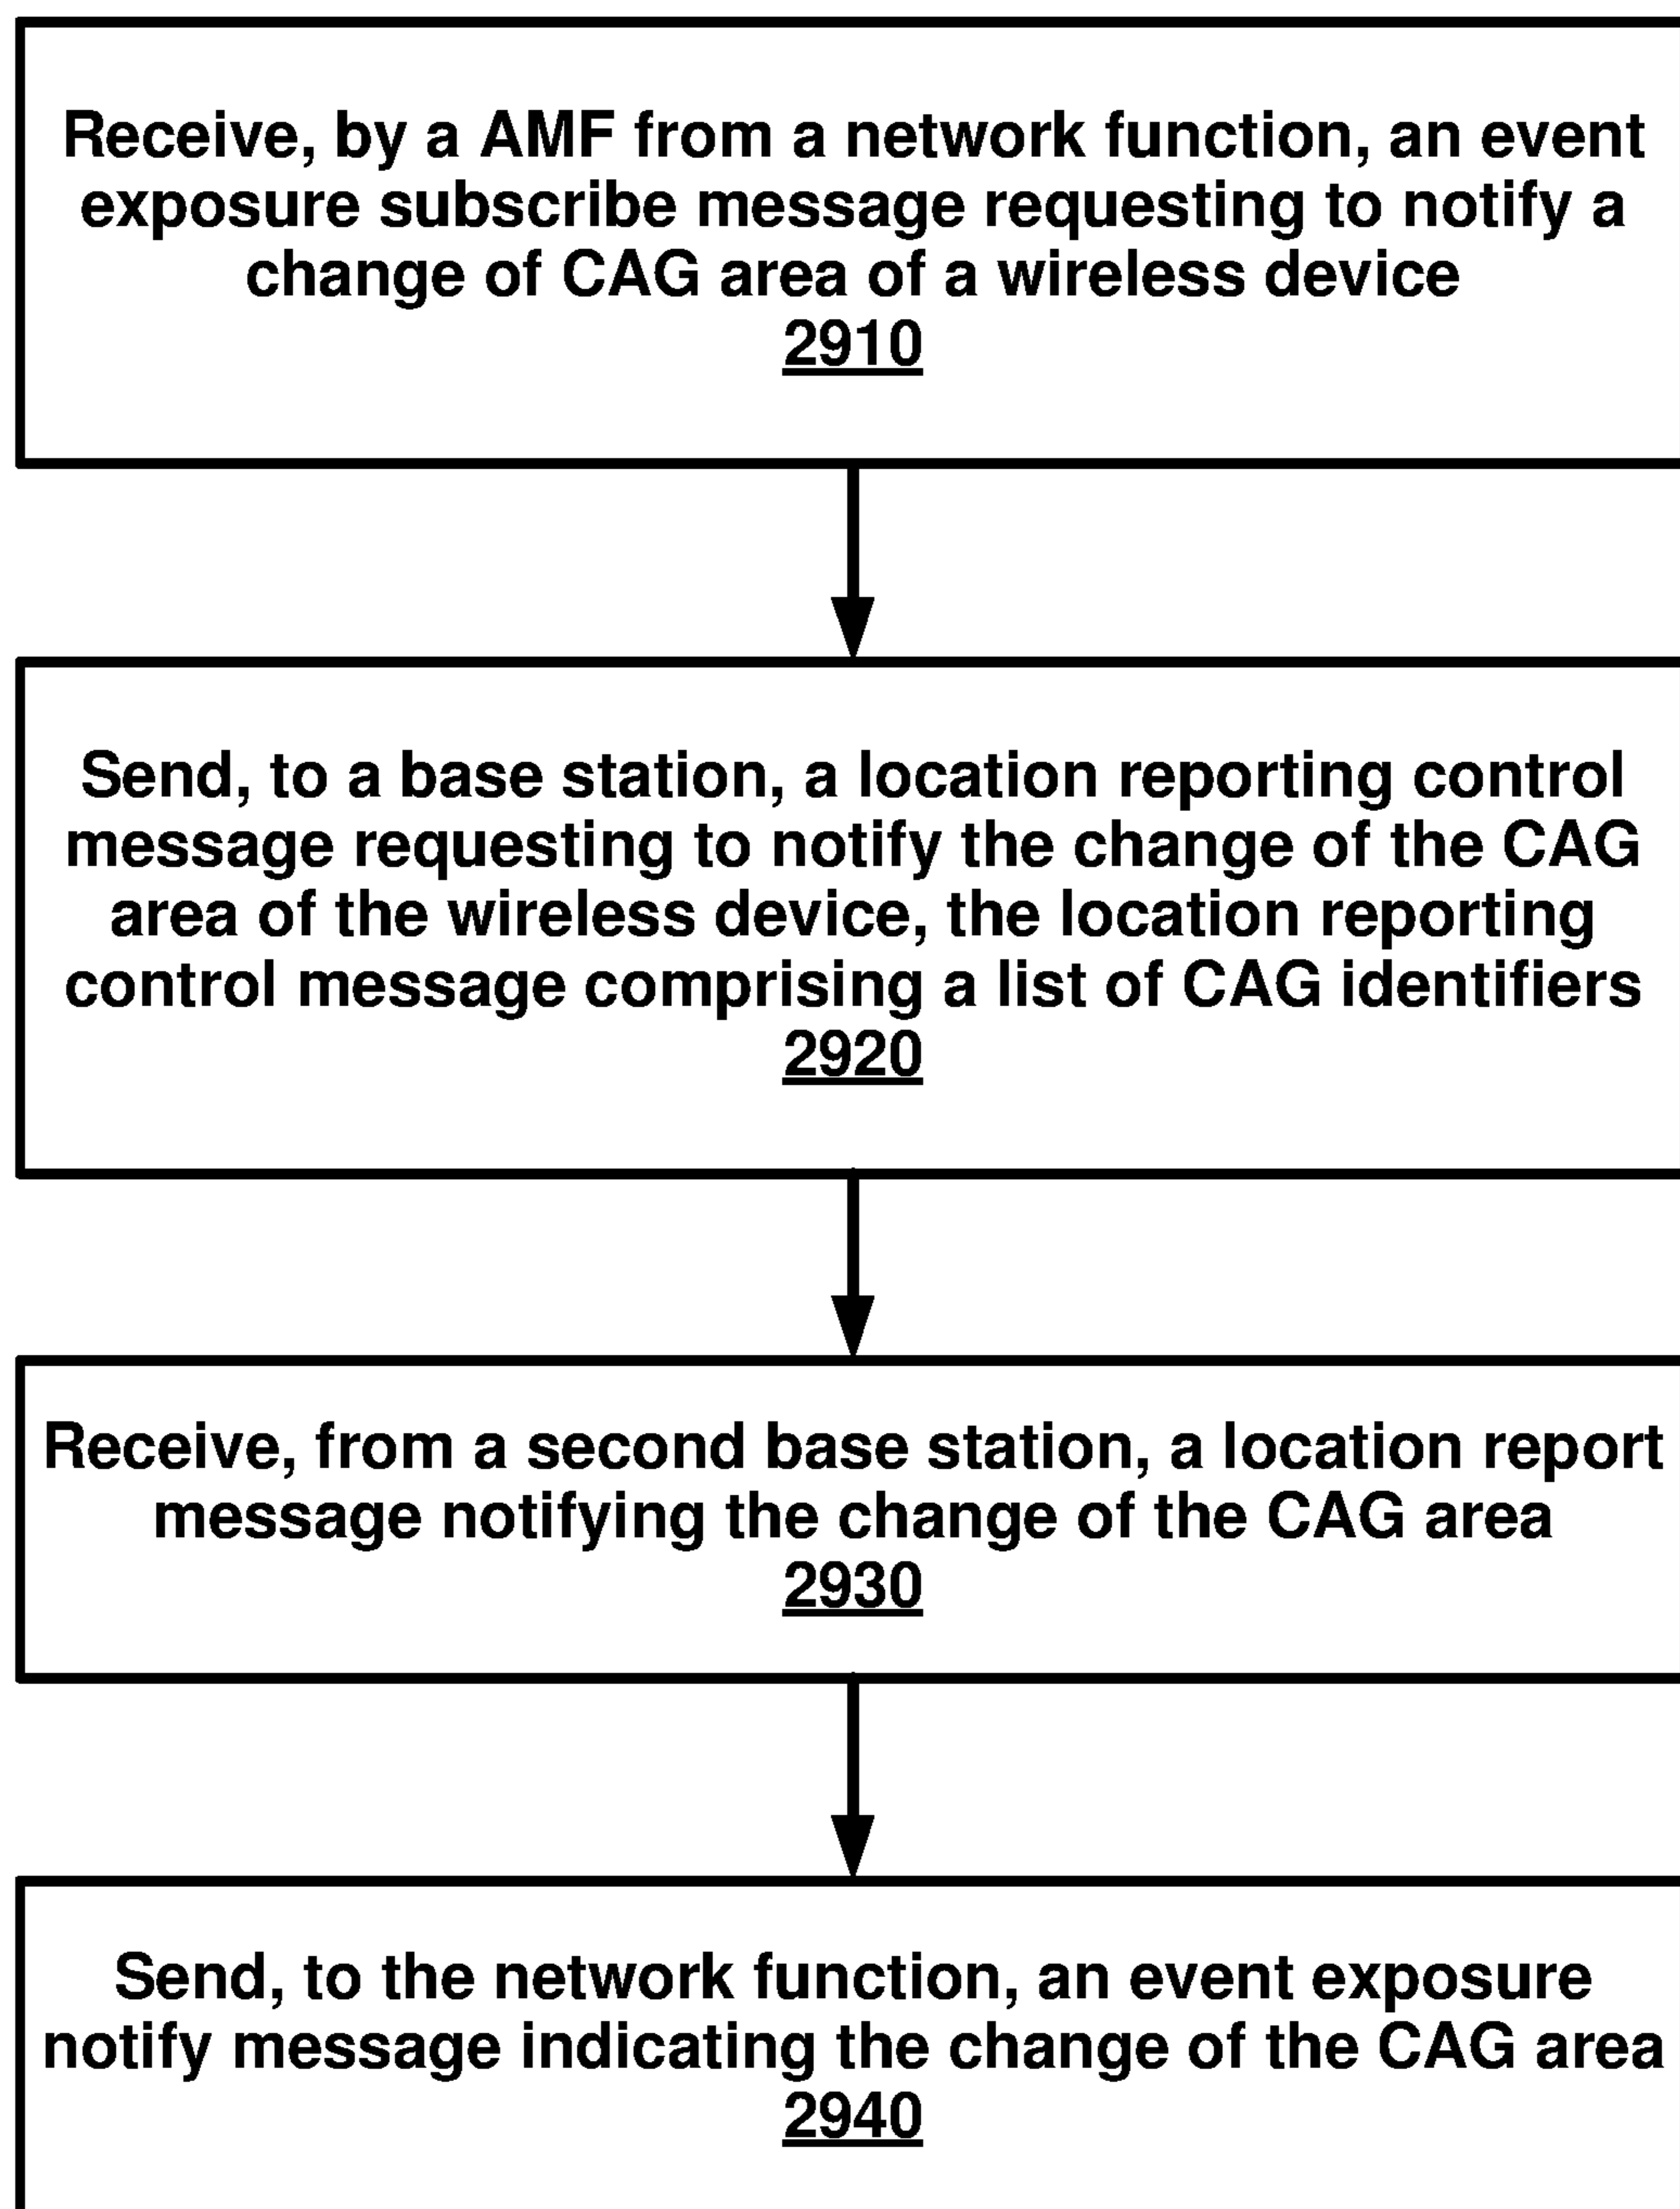 Receive, by a AMF from a network function, an event
exposure subscribe message requesting to notify a
change of CAG area of a wireless device
2910
Send, to a base station, a location reporting control
message requesting to notify the change of the CAG
area of the wireless device, the location reporting
control message comprising a list of CAG identifiers
2920
Receive, from a second base station, a location report
message notifying the change of the CAG area
2930
Send, to the network function, an event exposure
notify message indicating the change of the CAG area
2940